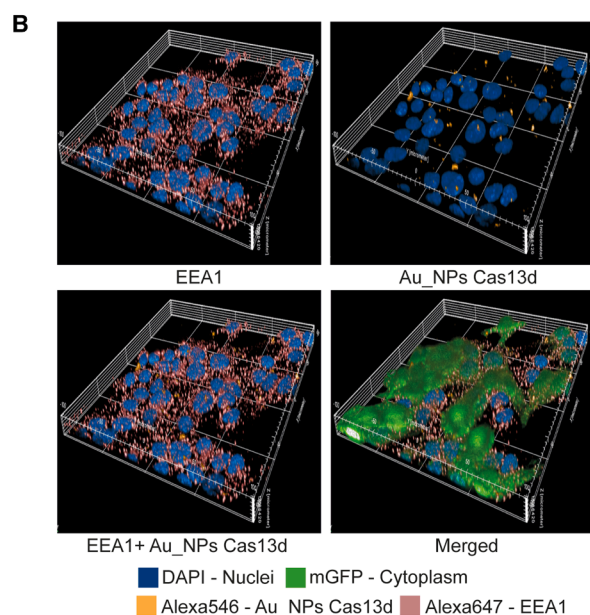 B
EEA1
Au_NPs Cas13d
EEA1+ Au_NPs Cas13d
Merged
DAPI - Nuclei
mGFP - Cytoplasm
Alexa546 - Au_NPs Cas13d
Alexa647 - EEA1